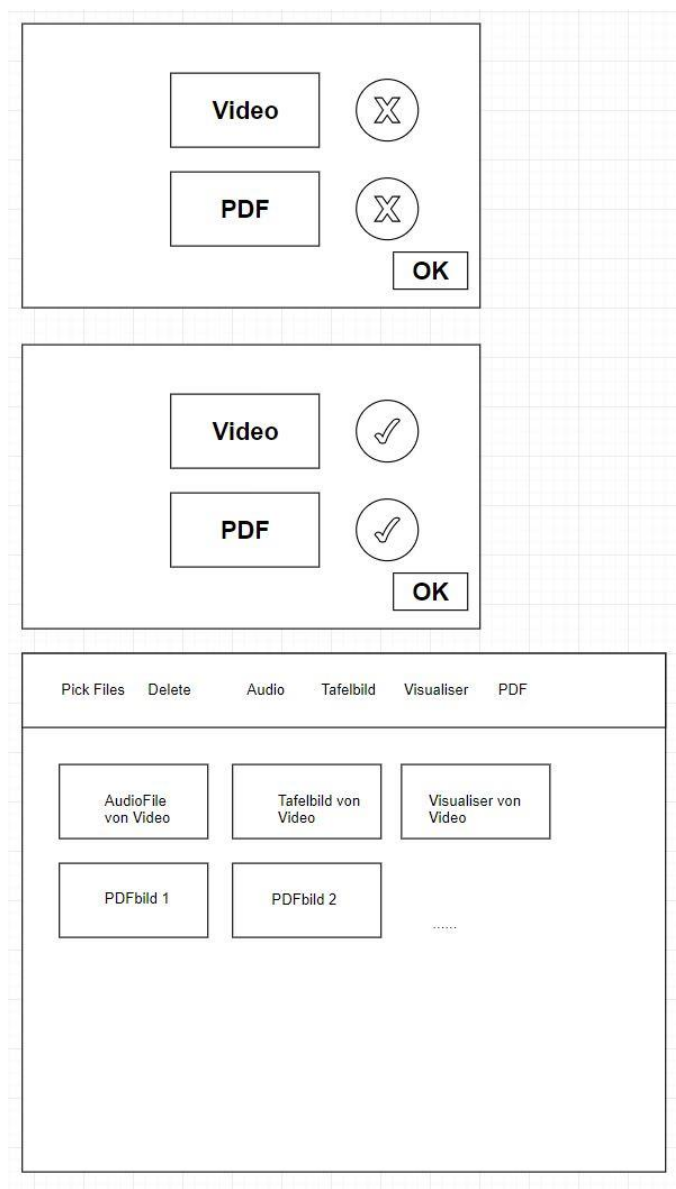 Video X
PDF X
OK
Video ✓
PDF ✓
OK
Pick Files Delete Audio Tafelbild Visualiser PDF
AudioFile
von Video
Tafelbild von
Video
Visualiser von
Video
PDFbild 1
PDFbild 2
......